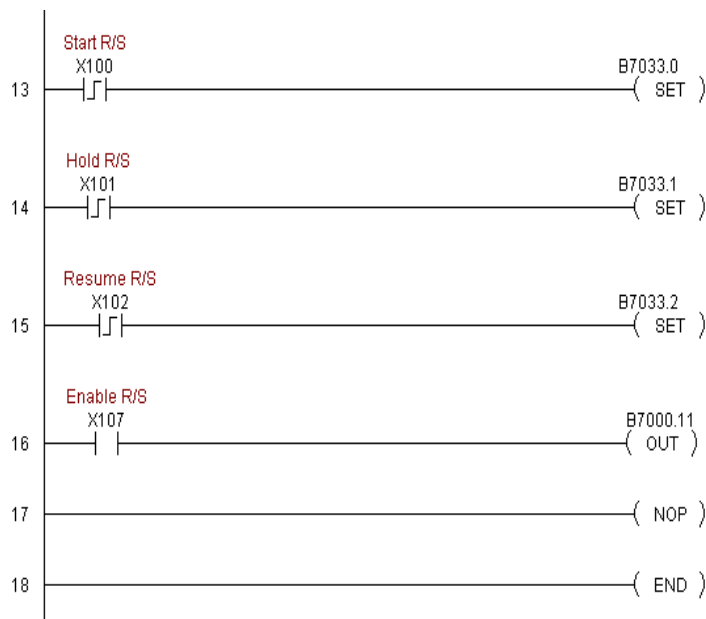 Start R/S
X100
B7033.0
13
SET
Hold R/S
X101
B7033.1
14
SET
Resume R/S
X102
B7033.2
15
SET
Enable R/S
X107
B7000.11
16
OUT
17
NOP
18
END